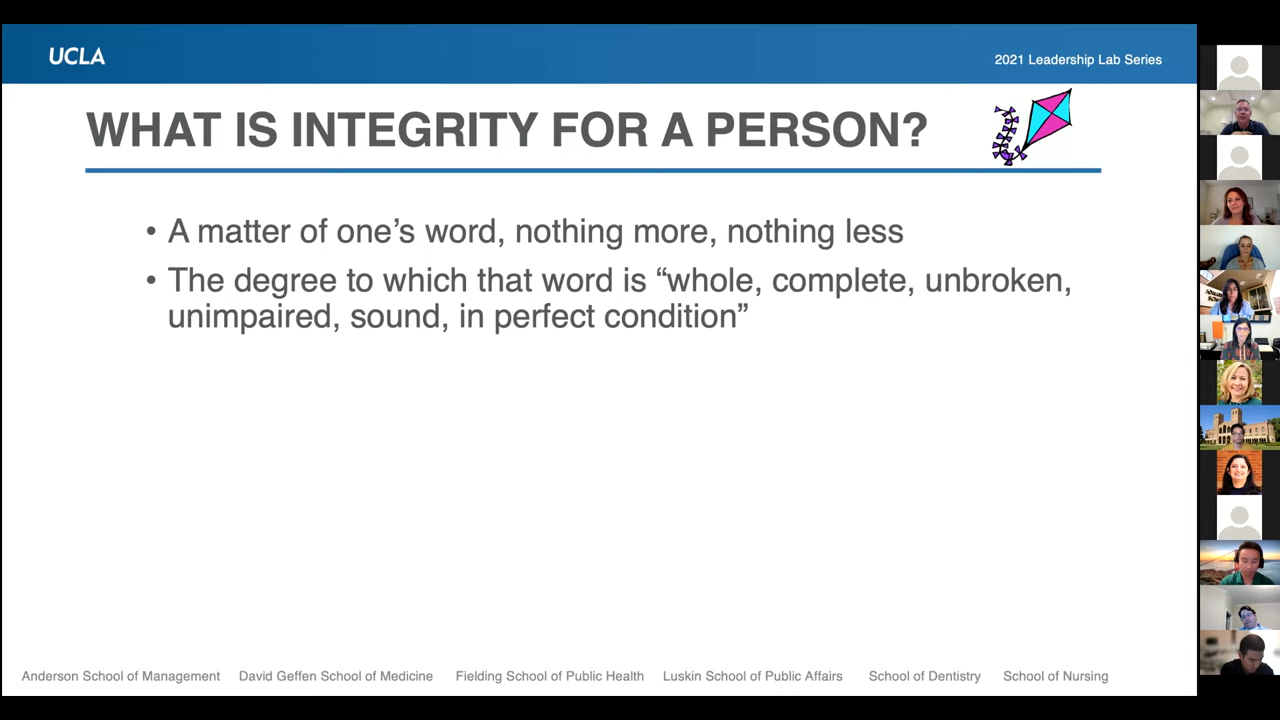 UCLA
2021 Leadership Lab Series
WHAT IS INTEGRITY FOR A PERSON?
• A matter of one’s word, nothing more, nothing less
• The degree to which that word is “whole, complete, unbroken,
unimpaired, sound, in perfect condition”
Anderson School of Management David Geffen School of Medicine Fielding School of Public Health Luskin School of Public Affairs School of Dentistry School of Nursing